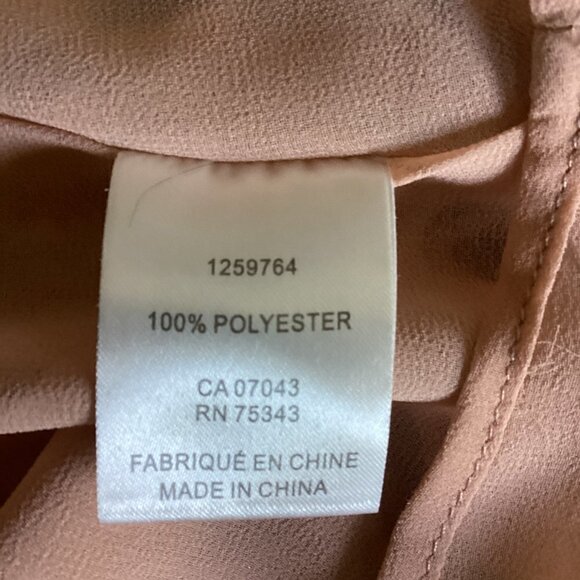 1259764
100% POLYESTER
CA 07043
RN 75343
FABRIQUÉ EN CHINE
MADE IN CHINA